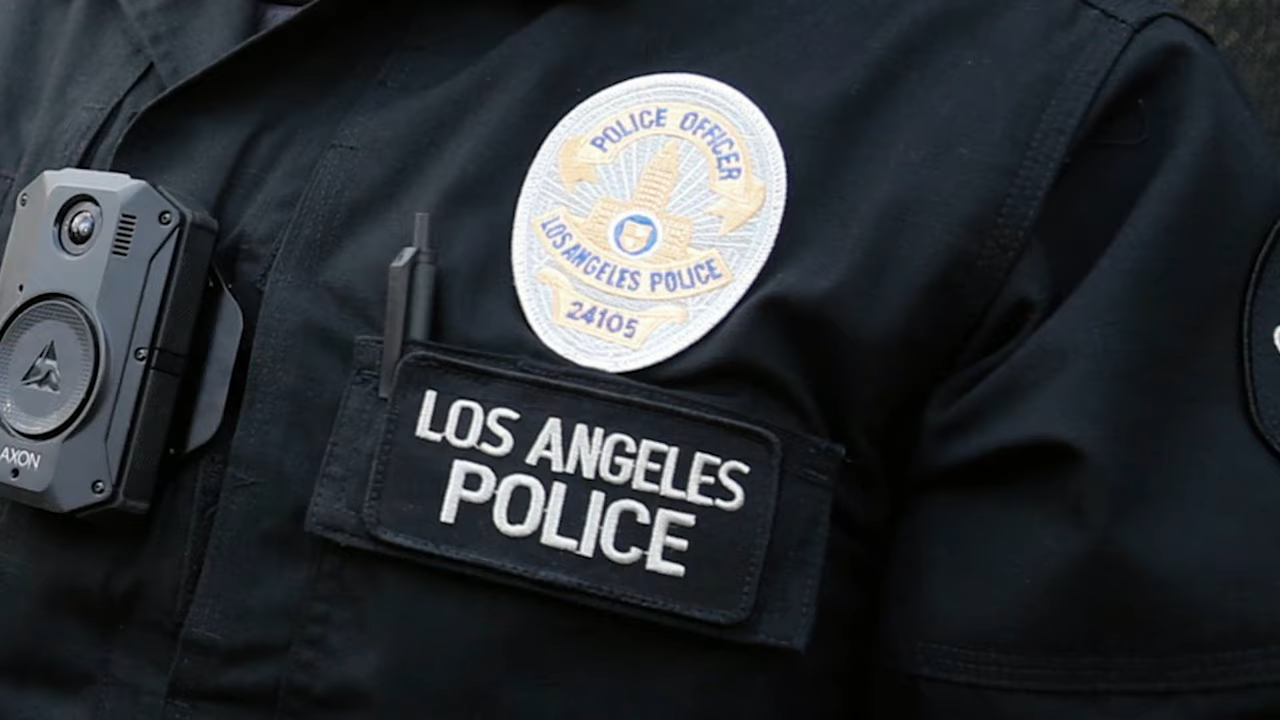 POLICE OFFICER
LOS ANGELES POLICE
24105
LOS ANGELES
POLICE
AXON